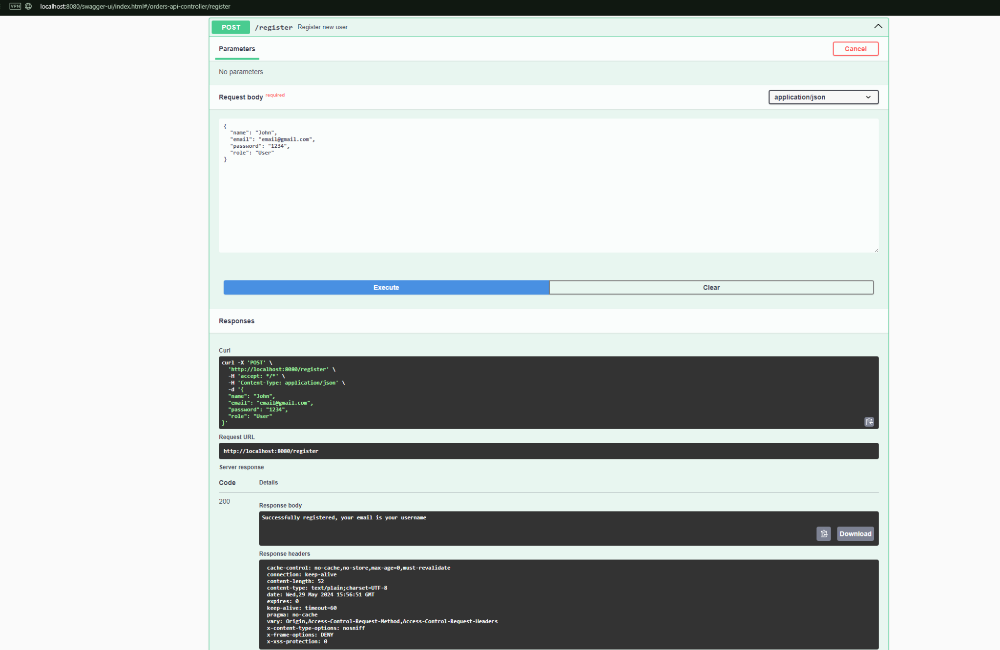 VPN localhost:8080/swagger-ui/index.html#/orders-api-controller/register
POST /register Register new user
Parameters
Cancel
No parameters
Request body required
application/json
{
  "name": "John",
  "email": "email@gmail.com",
  "password": "1234",
  "role": "User"
}
Execute
Clear
Responses
Curl
curl -X 'POST' \
  'http://localhost:8080/register' \
  -H 'accept: */*' \
  -H 'Content-Type: application/json' \
  -d '{
  "name": "John",
  "email": "email@gmail.com",
  "password": "1234",
  "role": "User"
}'
Request URL
http://localhost:8080/register
Server response
Code Details
200
Response body
Successfully registered, your email is your username
Download
Response headers
cache-control: no-cache,no-store,max-age=0,must-revalidate
connection: keep-alive
content-length: 52
content-type: text/plain;charset=UTF-8
date: Wed,29 May 2024 15:56:51 GMT
expires: 0
keep-alive: timeout=60
pragma: no-cache
vary: Origin,Access-Control-Request-Method,Access-Control-Request-Headers
x-content-type-options: nosniff
x-frame-options: DENY
x-xss-protection: 0